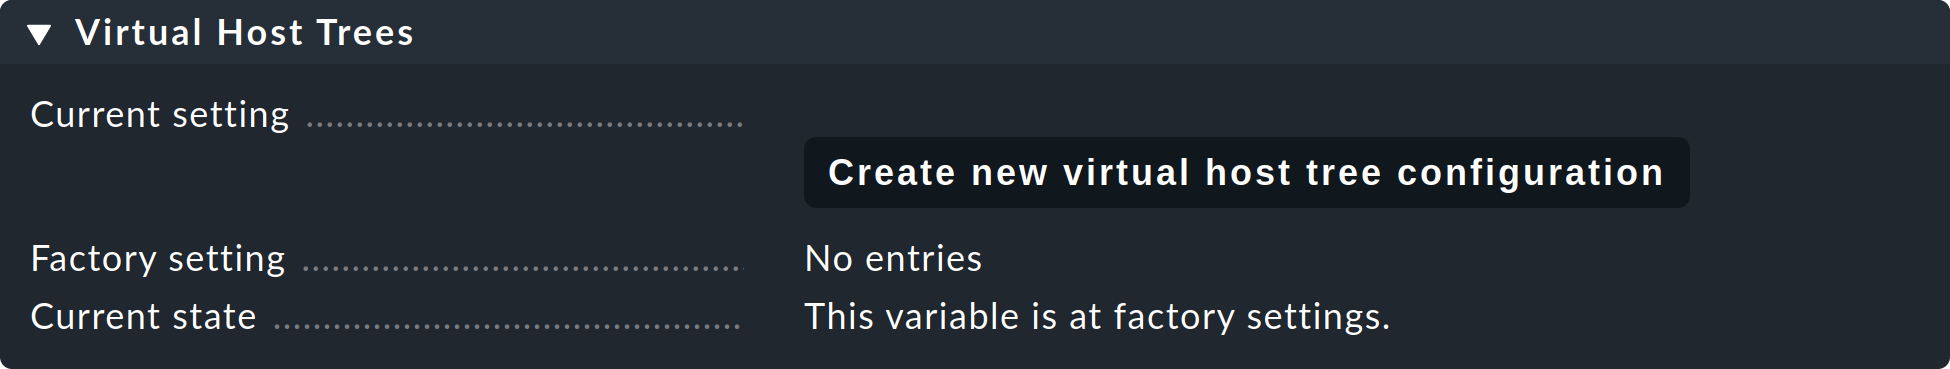 Virtual Host Trees
Current setting
Create new virtual host tree configuration
Factory setting No entries
Current state This variable is at factory settings.